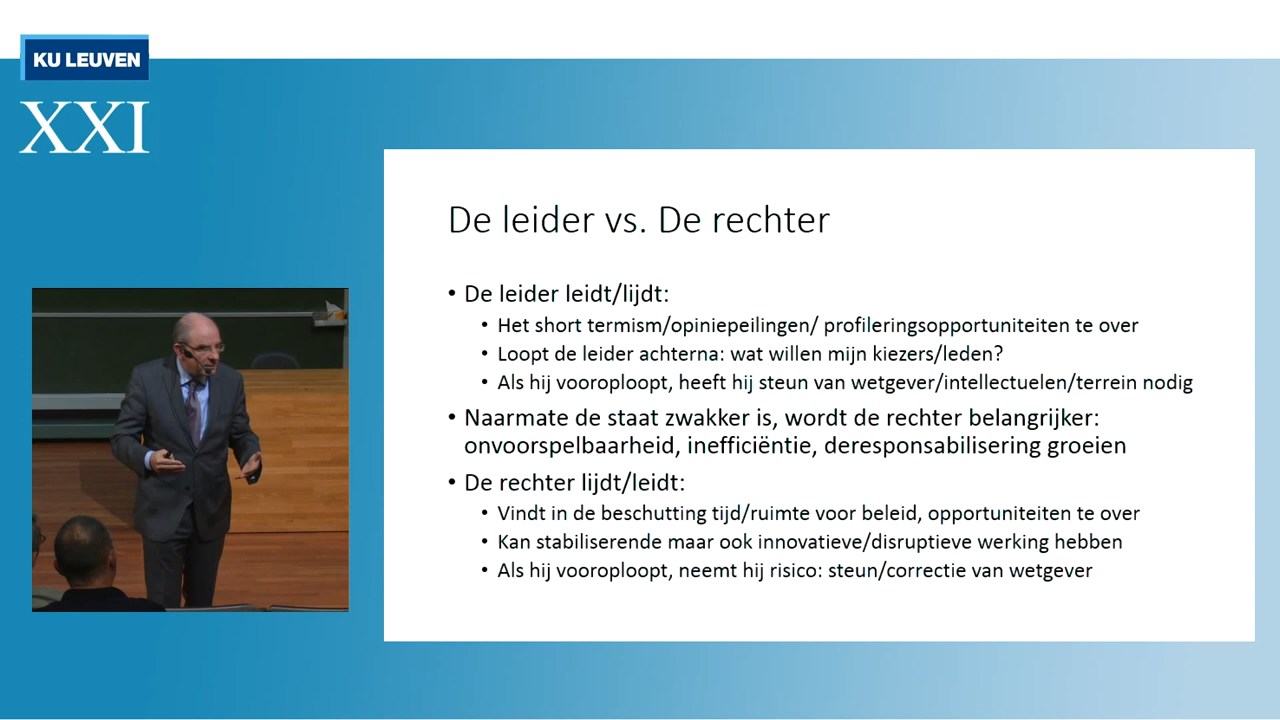 KU LEUVEN
XXI
De leider vs. De rechter
• De leider leidt/lijdt:
• Het short termism/opiniepeilingen/ profileringsopportuniteiten te over
• Loopt de leider achterna: wat willen mijn kiezers/leden?
• Als hij vooroploopt, heeft hij steun van wetgever/intellectuelen/terrein nodig
• Naarmate de staat zwakker is, wordt de rechter belangrijker:
onvoorspelbaarheid, inefficiëntie, deresponsabilisering groeien
• De rechter lijdt/leidt:
• Vindt in de beschutting tijd/ruimte voor beleid, opportuniteiten te over
• Kan stabiliserende maar ook innovatieve/disruptieve werking hebben
• Als hij vooroploopt, neemt hij risico: steun/correctie van wetgever